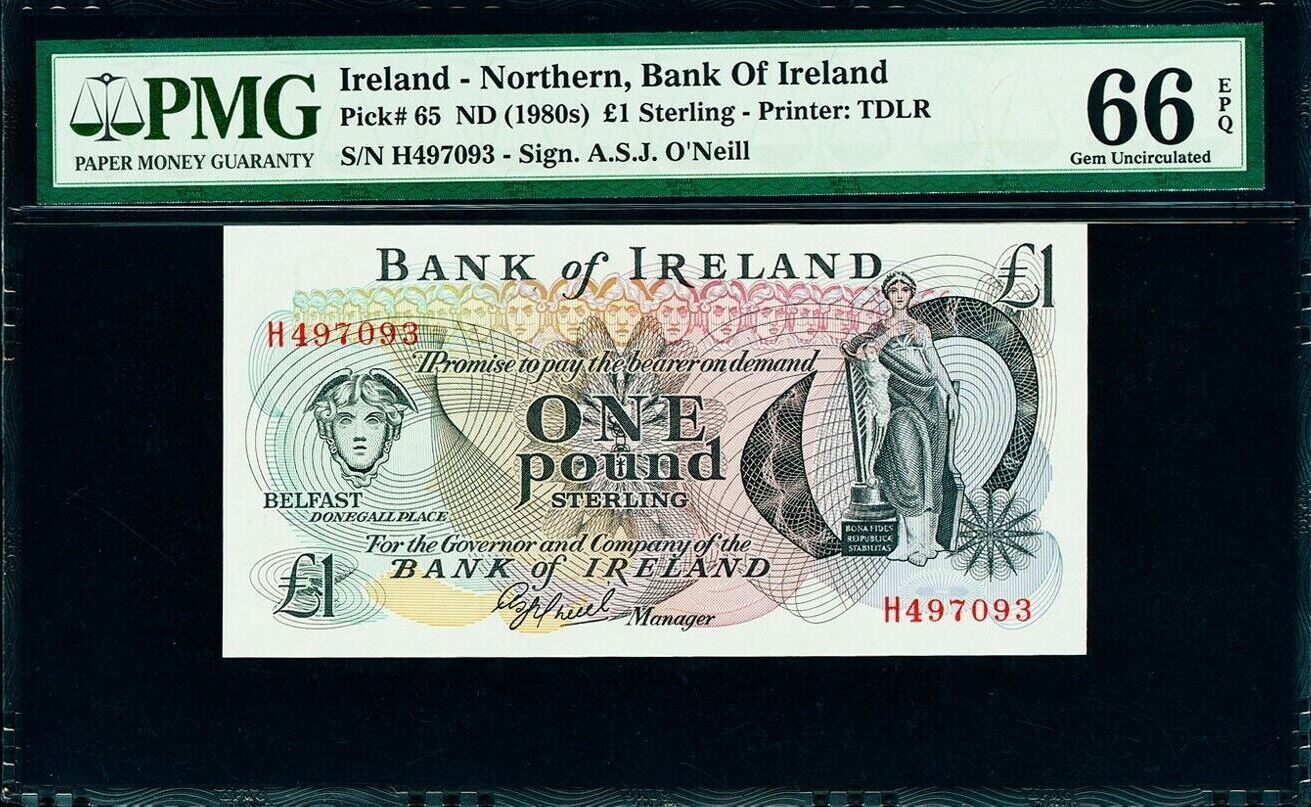 PMG
PAPER MONEY GUARANTY
Ireland - Northern, Bank Of Ireland
Pick# 65 ND (1980s) £1 Sterling - Printer: TDLR
S/N H497093 - Sign. A.S.J. O'Neill
66 EPQ
Gem Uncirculated
BANK of IRELAND
£1
H497093
I Promise to pay the bearer on demand
ONE
pound
STERLING
BELFAST
DONEGALL PLACE
BONA FIDES
REIPUBLICÆ
STABILITAS
For the Governor and Company of the
BANK of IRELAND
£1
Manager
H497093